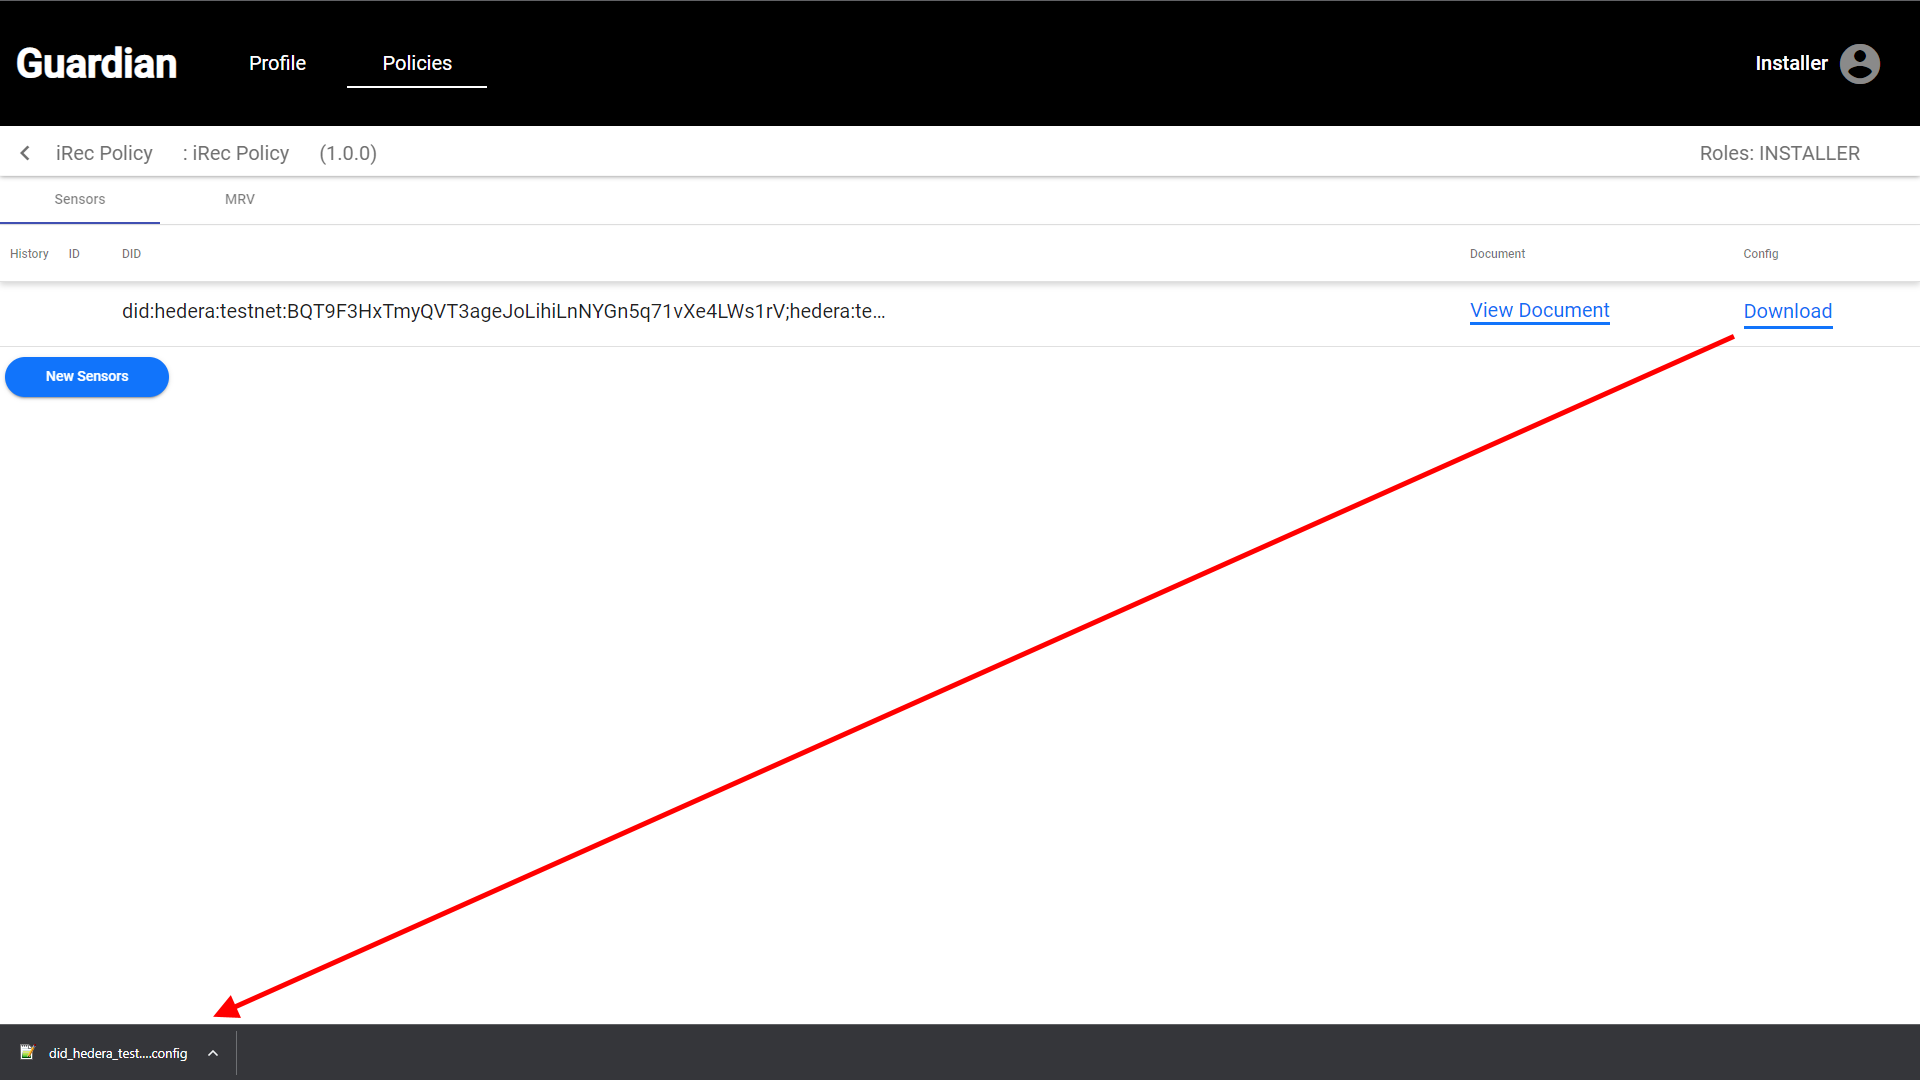 Guardian Profile Policies Installer
iRec Policy : iRec Policy (1.0.0) Roles: INSTALLER
Sensors MRV
History ID DID Document Config
did:hedera:testnet:BQT9F3HxTmyQVT3ageJoLihiLnNYGn5q71vXe4LWs1rV;hedera:te... View Document Download
New Sensors
did_hedera_test....config